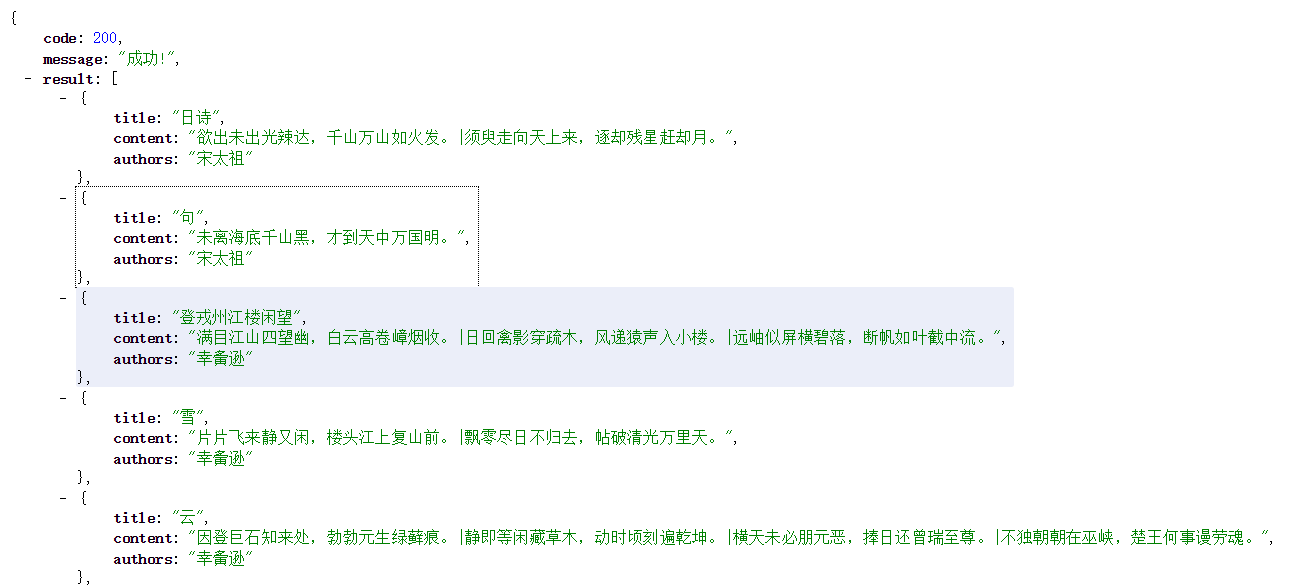 {
code: 200,
message: "成功!",
- result: [
- {
title: "日诗",
content: "欲出未出光辣达，千山万山如火发。|须臾走向天上来，逐却残星赶却月。",
authors: "宋太祖"
},
- {
title: "句",
content: "未离海底千山黑，才到天中万国明。",
authors: "宋太祖"
},
- {
title: "登戎州江楼闲望",
content: "满目江山四望幽，白云高卷嶂烟收。|日回禽影穿疏木，风递猿声入小楼。|远岫似屏横碧落，断帆如叶截中流。",
authors: "幸夤逊"
},
- {
title: "雪",
content: "片片飞来静又闲，楼头江上复山前。|飘零尽日不归去，帖破清光万里天。",
authors: "幸夤逊"
},
- {
title: "云",
content: "因登巨石知来处，勃勃元生绿藓痕。|静即等闲藏草木，动时顷刻遍乾坤。|横天未必朋元恶，捧日还曾瑞至尊。|不独朝朝在巫峡，楚王何事谩劳魂。",
authors: "幸夤逊"
},